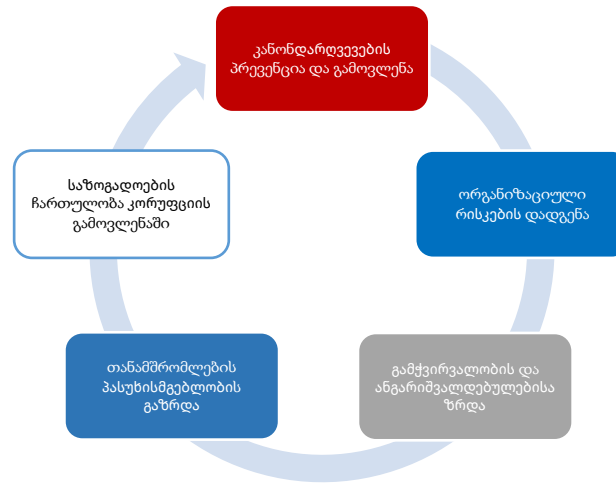 კანონდარღვევების
პრევენცია და გამოვლენა
ორგანიზაციული
რისკების დადგენა
გამჭვირვალობის და
ანგარიშვალდებულებისა
ზრდა
თანამშრომლების
პასუხისმგებლობის
გაზრდა
საზოგადოების
ჩართულობა კორუფციის
გამოვლენაში